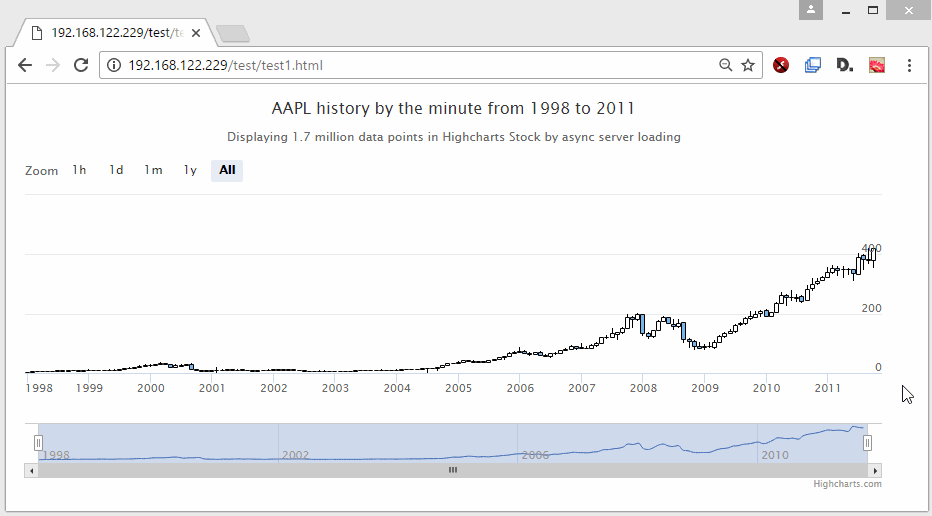 192.168.122.229/test/te
192.168.122.229/test/test1.html
D.
AAPL history by the minute from 1998 to 2011
Displaying 1.7 million data points in Highcharts Stock by async server loading
Zoom 1h 1d 1m 1y All
400
200
0
1998 1999 2000 2001 2002 2003 2004 2005 2006 2007 2008 2009 2010 2011
1998 2002 2006 2010
Highcharts.com